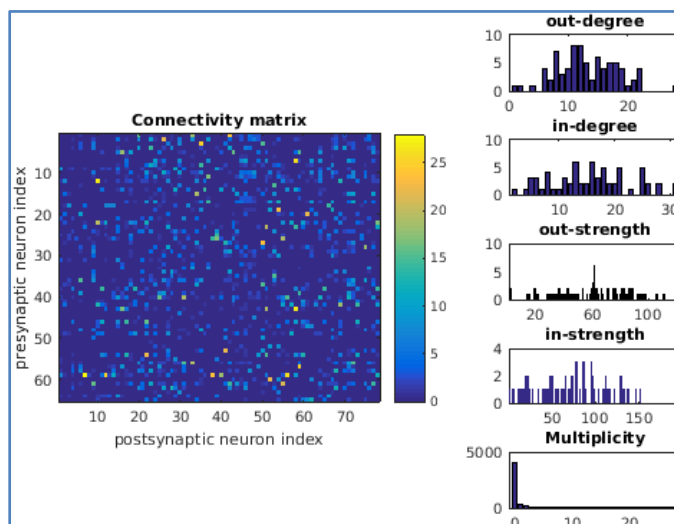 Connectivity matrix
presynaptic neuron index
10
20
30
40
50
60
10 20 30 40 50 60 70
postsynaptic neuron index
25
20
15
10
5
0
out-degree
10
5
0
0 10 20
in-degree
10
5
0
10 20 30
out-strength
10
5
0
20 60 100
in-strength
4
2
0
50 100 150
Multiplicity
5000
0
0 10 20